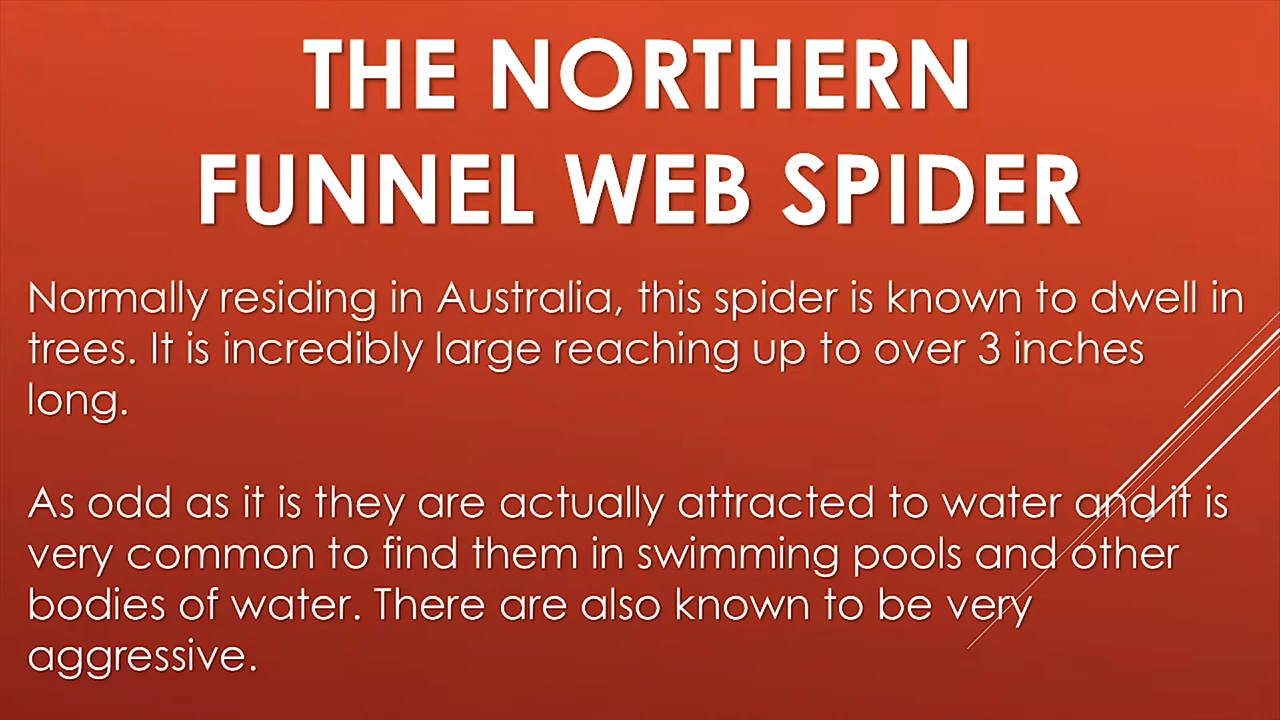 THE NORTHERN
FUNNEL WEB SPIDER
Normally residing in Australia, this spider is known to dwell in
trees. It is incredibly large reaching up to over 3 inches
long.
As odd as it is they are actually attracted to water and it is
very common to find them in swimming pools and other
bodies of water. There are also known to be very
aggressive.